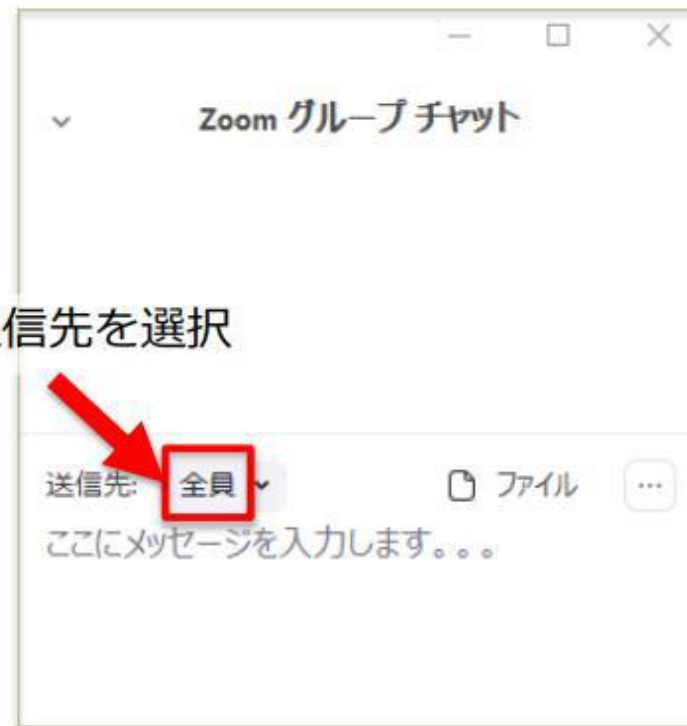 Zoom グループ チャット
信先を選択
送信先: 全員 ファイル ...
ここにメッセージを入力します。。。